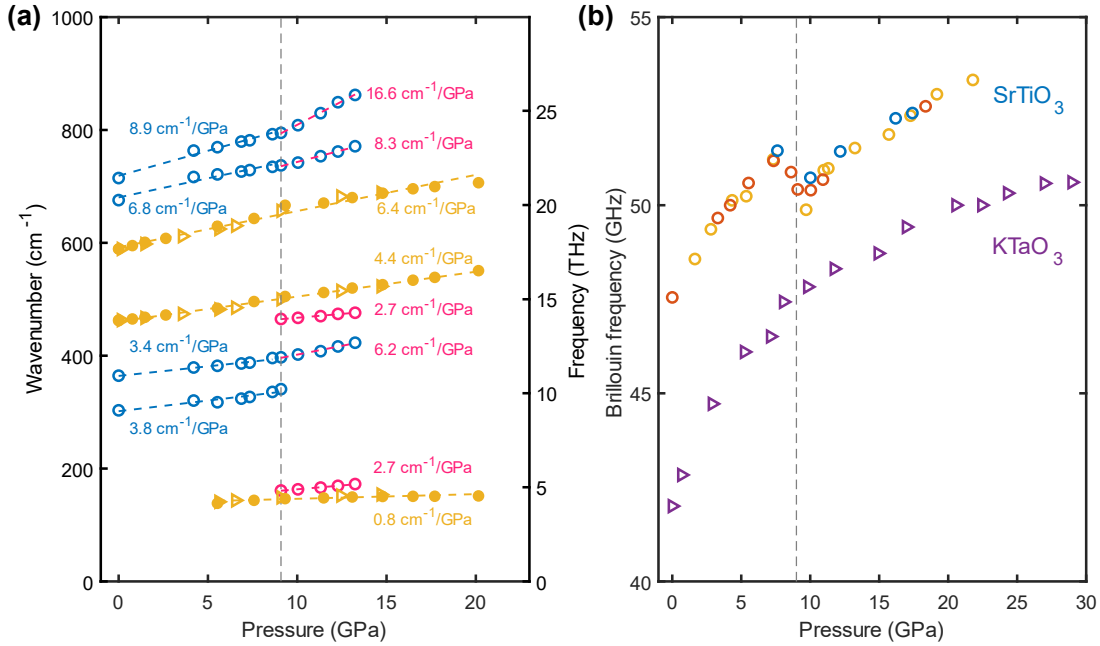 (a)
1000
800
600
400
200
0
Wavenumber (cm⁻¹)
8.9 cm⁻¹/GPa
16.6 cm⁻¹/GPa
8.3 cm⁻¹/GPa
6.8 cm⁻¹/GPa
6.4 cm⁻¹/GPa
4.4 cm⁻¹/GPa
2.7 cm⁻¹/GPa
3.4 cm⁻¹/GPa
6.2 cm⁻¹/GPa
3.8 cm⁻¹/GPa
2.7 cm⁻¹/GPa
0.8 cm⁻¹/GPa
25
20
15
10
5
0
Frequency (THz)
0 5 10 15 20
Pressure (GPa)
(b)
55
50
45
40
Brillouin frequency (GHz)
SrTiO₃
KTaO₃
0 5 10 15 20 25 30
Pressure (GPa)